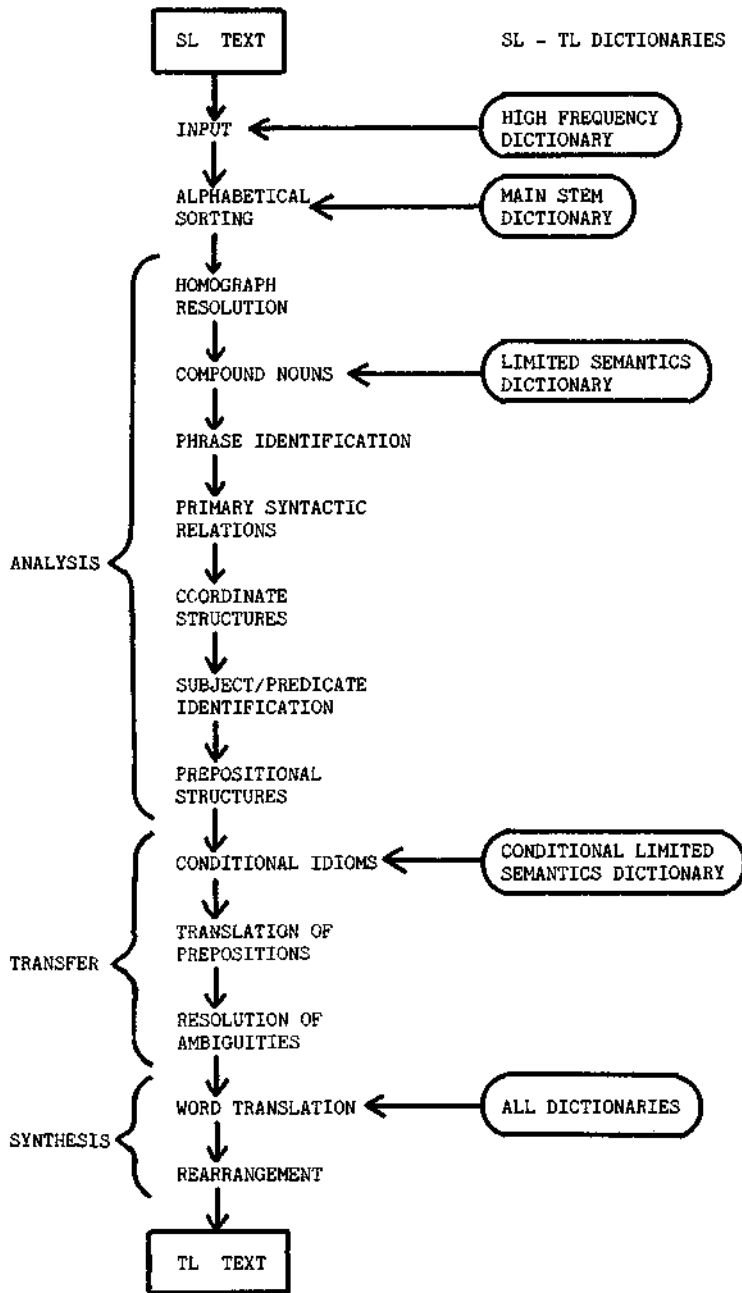 SL TEXT
SL - TL DICTIONARIES
INPUT
HIGH FREQUENCY
DICTIONARY
ALPHABETICAL
SORTING
MAIN STEM
DICTIONARY
HOMOGRAPH
RESOLUTION
COMPOUND NOUNS
LIMITED SEMANTICS
DICTIONARY
PHRASE IDENTIFICATION
PRIMARY SYNTACTIC
RELATIONS
ANALYSIS
COORDINATE
STRUCTURES
SUBJECT/PREDICATE
IDENTIFICATION
PREPOSITIONAL
STRUCTURES
CONDITIONAL IDIOMS
CONDITIONAL LIMITED
SEMANTICS DICTIONARY
TRANSLATION OF
PREPOSITIONS
TRANSFER
RESOLUTION OF
AMBIGUITIES
WORD TRANSLATION
ALL DICTIONARIES
SYNTHESIS
REARRANGEMENT
TL TEXT